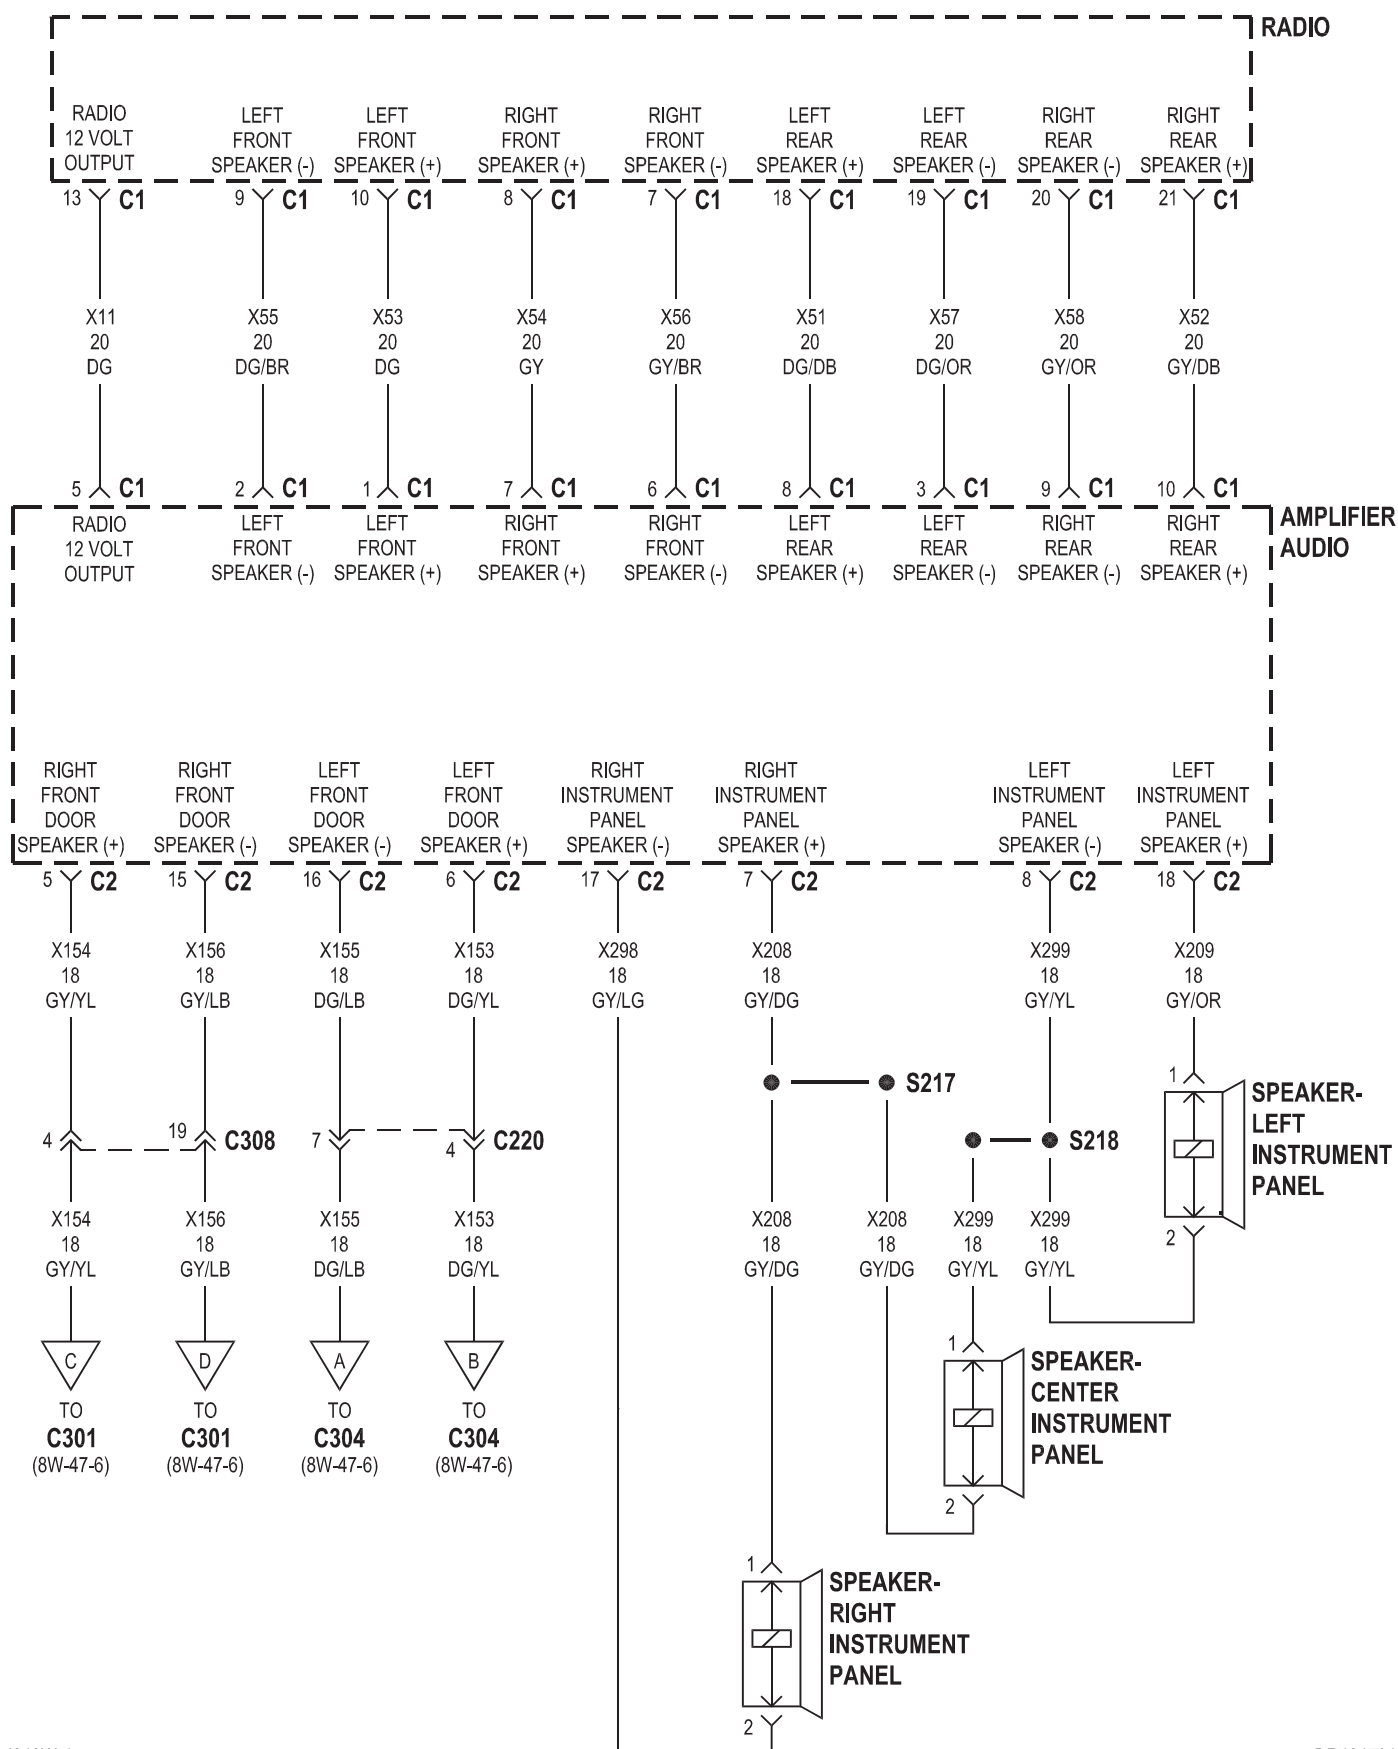 RADIO
RADIO LEFT LEFT RIGHT RIGHT LEFT LEFT RIGHT RIGHT
12 VOLT FRONT FRONT FRONT FRONT REAR REAR REAR REAR
OUTPUT SPEAKER (-) SPEAKER (+) SPEAKER (+) SPEAKER (-) SPEAKER (+) SPEAKER (-) SPEAKER (-) SPEAKER (+)
13 C1 9 C1 10 C1 8 C1 7 C1 18 C1 19 C1 20 C1 21 C1
X11 X55 X53 X54 X56 X51 X57 X58 X52
20 20 20 20 20 20 20 20 20
DG DG/BR DG GY GY/BR DG/DB DG/OR GY/OR GY/DB
5 C1 2 C1 1 C1 7 C1 6 C1 8 C1 3 C1 9 C1 10 C1
AMPLIFIER
AUDIO
RADIO LEFT LEFT RIGHT RIGHT LEFT LEFT RIGHT RIGHT
12 VOLT FRONT FRONT FRONT FRONT REAR REAR REAR REAR
OUTPUT SPEAKER (-) SPEAKER (+) SPEAKER (+) SPEAKER (-) SPEAKER (+) SPEAKER (-) SPEAKER (-) SPEAKER (+)
RIGHT RIGHT LEFT LEFT RIGHT RIGHT LEFT LEFT
FRONT FRONT FRONT FRONT INSTRUMENT INSTRUMENT INSTRUMENT INSTRUMENT
DOOR DOOR DOOR DOOR PANEL PANEL PANEL PANEL
SPEAKER (+) SPEAKER (-) SPEAKER (-) SPEAKER (+) SPEAKER (-) SPEAKER (+) SPEAKER (-) SPEAKER (+)
5 C2 15 C2 16 C2 6 C2 17 C2 7 C2 8 C2 18 C2
X154 X156 X155 X153 X298 X208 X299 X209
18 18 18 18 18 18 18 18
GY/YL GY/LB DG/LB DG/YL GY/LG GY/DG GY/YL GY/OR
S217
1
SPEAKER-
LEFT
INSTRUMENT
PANEL
2
4 19 C308 7 4 C220
S218
X154 X156 X155 X153 X208 X208 X299 X299
18 18 18 18 18 18 18 18
GY/YL GY/LB DG/LB DG/YL GY/DG GY/DG GY/YL GY/YL
C D A B
TO TO TO TO
C301 C301 C304 C304
(8W-47-6) (8W-47-6) (8W-47-6) (8W-47-6)
1
SPEAKER-
CENTER
INSTRUMENT
PANEL
2
1
SPEAKER-
RIGHT
INSTRUMENT
PANEL
2